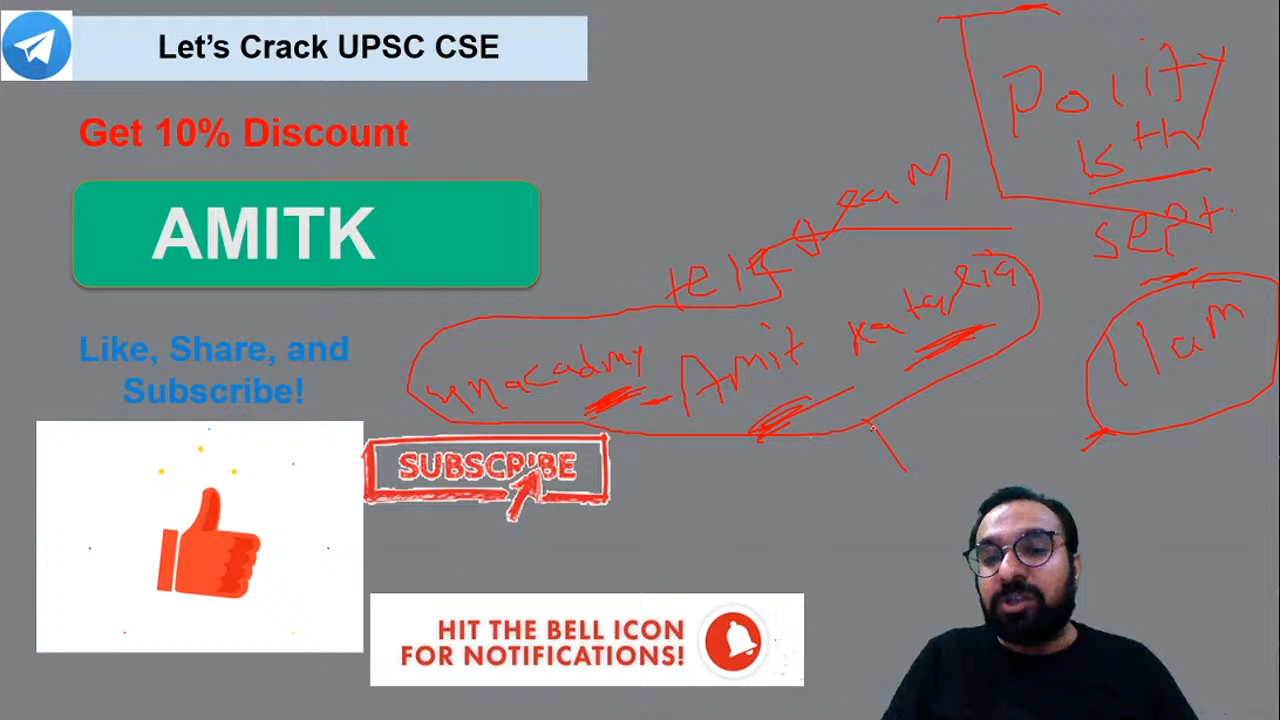 Let's Crack UPSC CSE
Get 10% Discount
AMITK
Like, Share, and
Subscribe!
SUBSCRIBE
HIT THE BELL ICON
FOR NOTIFICATIONS!
Polity
15th
sept.
11am
telegram
unacadmy - Amit kataria